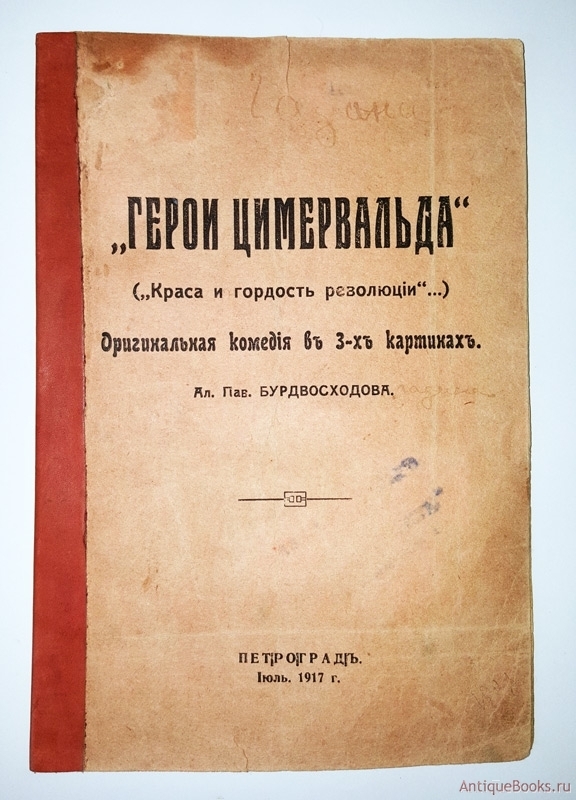 „ГЕРОИ ЦИМЕРВАЛЬДА“
(„Краса и гордость революціи“...)
Оригинальная комедія въ 3-хъ картинахъ.
Ал. Пав. БУРДВОСХОДОВА.
ПЕТРОГРАДЪ.
Іюль. 1917 г.
AntiqueBooks.ru